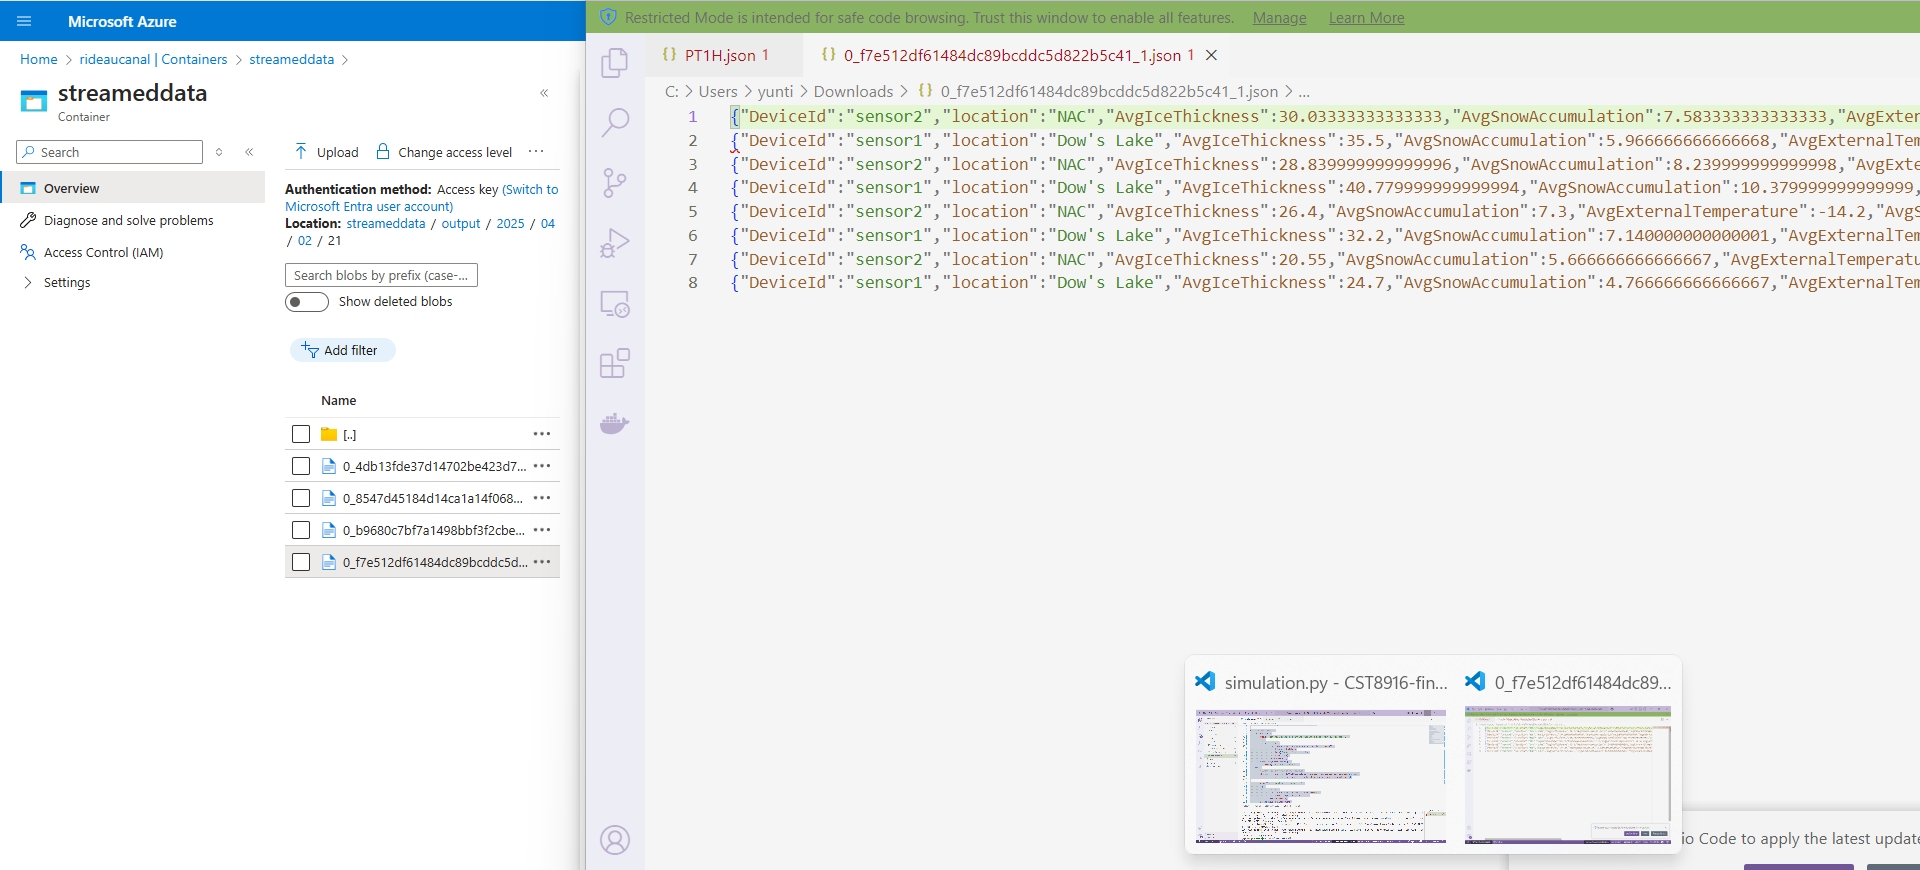 Microsoft Azure
Home > rideaucanal | Containers > streameddata >
streameddata
Container
Search
Overview
Diagnose and solve problems
Access Control (IAM)
Settings
Upload
Change access level
Authentication method: Access key (Switch to
Microsoft Entra user account)
Location: streameddata / output / 2025 / 04
/ 02 / 21
Search blobs by prefix (case-...
Show deleted blobs
Add filter
Name
[..]
0_4db13fde37d14702be423d7...
0_8547d45184d14ca1a14f068...
0_b9680c7bf7a1498bbf3f2cbe...
0_f7e512df61484dc89bcddc5d...
Restricted Mode is intended for safe code browsing. Trust this window to enable all features. Manage Learn More
{} PT1H.json 1
{} 0_f7e512df61484dc89bcddc5d822b5c41_1.json 1
C: > Users > yunti > Downloads > {} 0_f7e512df61484dc89bcddc5d822b5c41_1.json > ...
1 {"DeviceId":"sensor2","location":"NAC","AvgIceThickness":30.03333333333333,"AvgSnowAccumulation":7.583333333333333,"AvgExter
2 {"DeviceId":"sensor1","location":"Dow's Lake","AvgIceThickness":35.5,"AvgSnowAccumulation":5.966666666666668,"AvgExternalTem
3 {"DeviceId":"sensor2","location":"NAC","AvgIceThickness":28.839999999999996,"AvgSnowAccumulation":8.239999999999998,"AvgExte
4 {"DeviceId":"sensor1","location":"Dow's Lake","AvgIceThickness":40.779999999999994,"AvgSnowAccumulation":10.379999999999999,
5 {"DeviceId":"sensor2","location":"NAC","AvgIceThickness":26.4,"AvgSnowAccumulation":7.3,"AvgExternalTemperature":-14.2,"AvgS
6 {"DeviceId":"sensor1","location":"Dow's Lake","AvgIceThickness":32.2,"AvgSnowAccumulation":7.140000000000001,"AvgExternalTem
7 {"DeviceId":"sensor2","location":"NAC","AvgIceThickness":20.55,"AvgSnowAccumulation":5.666666666666667,"AvgExternalTemperatu
8 {"DeviceId":"sensor1","location":"Dow's Lake","AvgIceThickness":24.7,"AvgSnowAccumulation":4.766666666666667,"AvgExternalTem
simulation.py - CST8916-fin...
0_f7e512df61484dc89...
io Code to apply the latest update